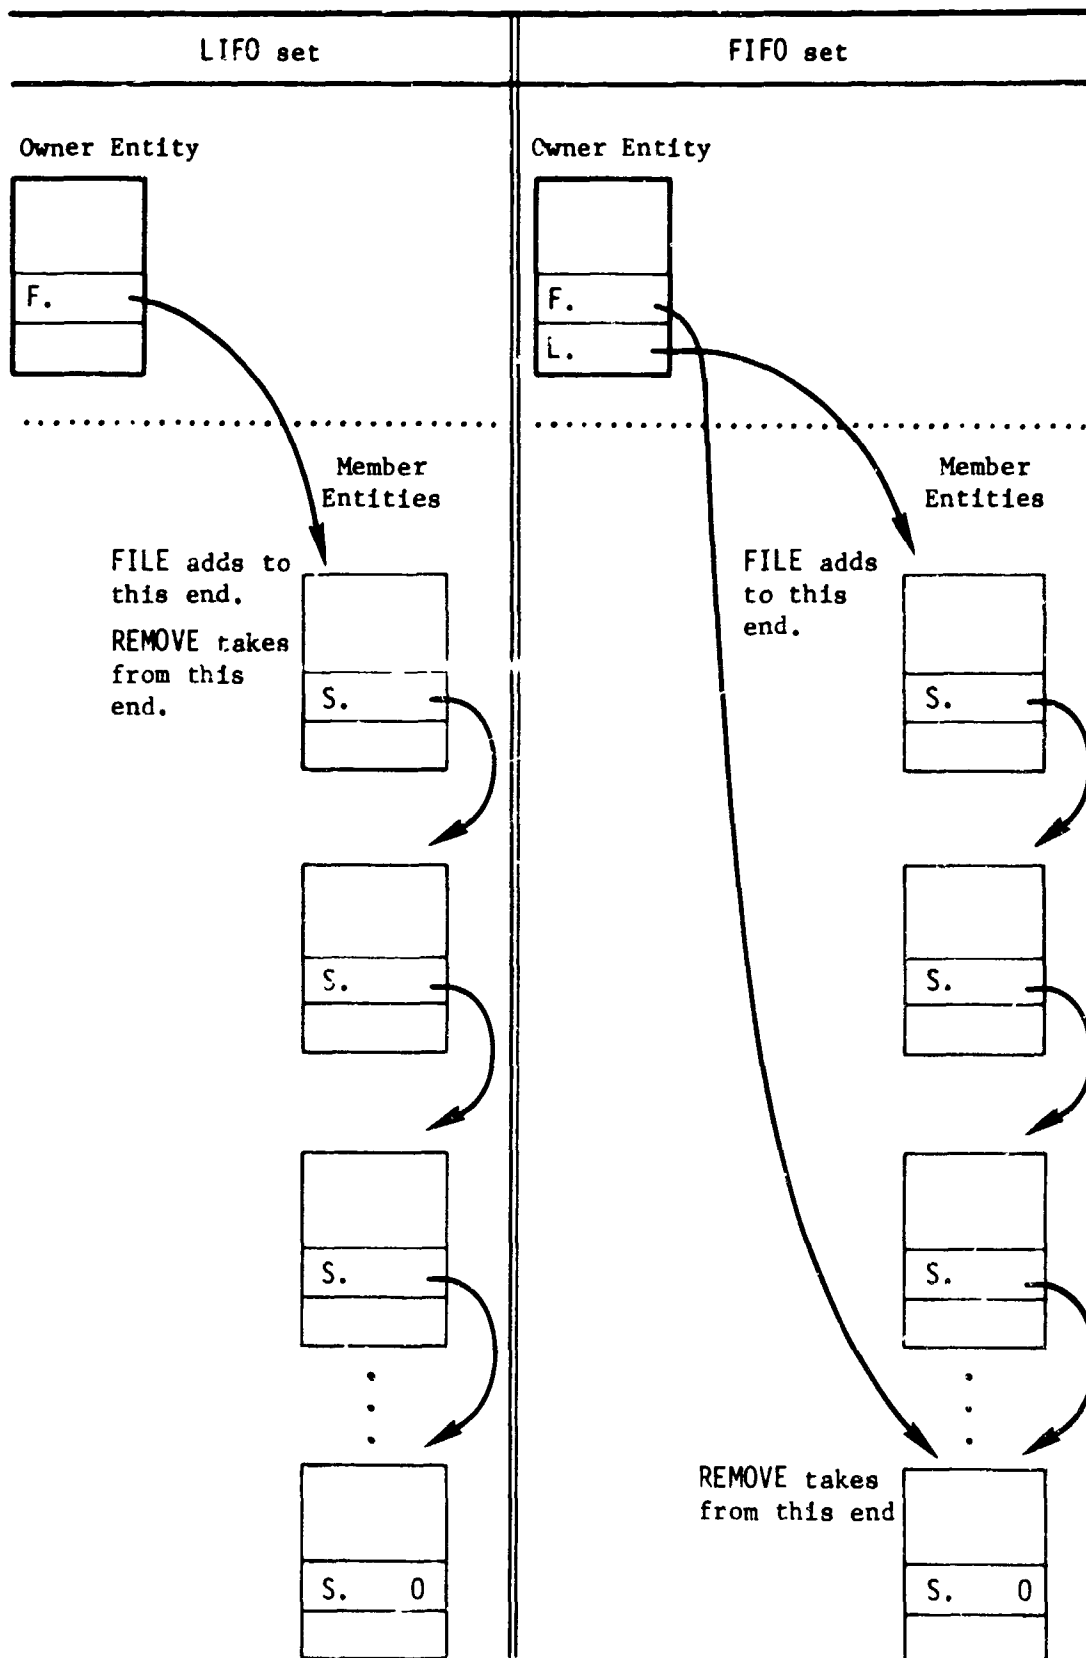 LIFO set
Owner Entity
F.
Member
Entities
FILE adds to
this end.
REMOVE takes
from this
end.
S.
S.
S.
S. 0
FIFO set
Owner Entity
F.
L.
Member
Entities
FILE adds
to this
end.
S.
S.
S.
REMOVE takes
from this end
S. 0